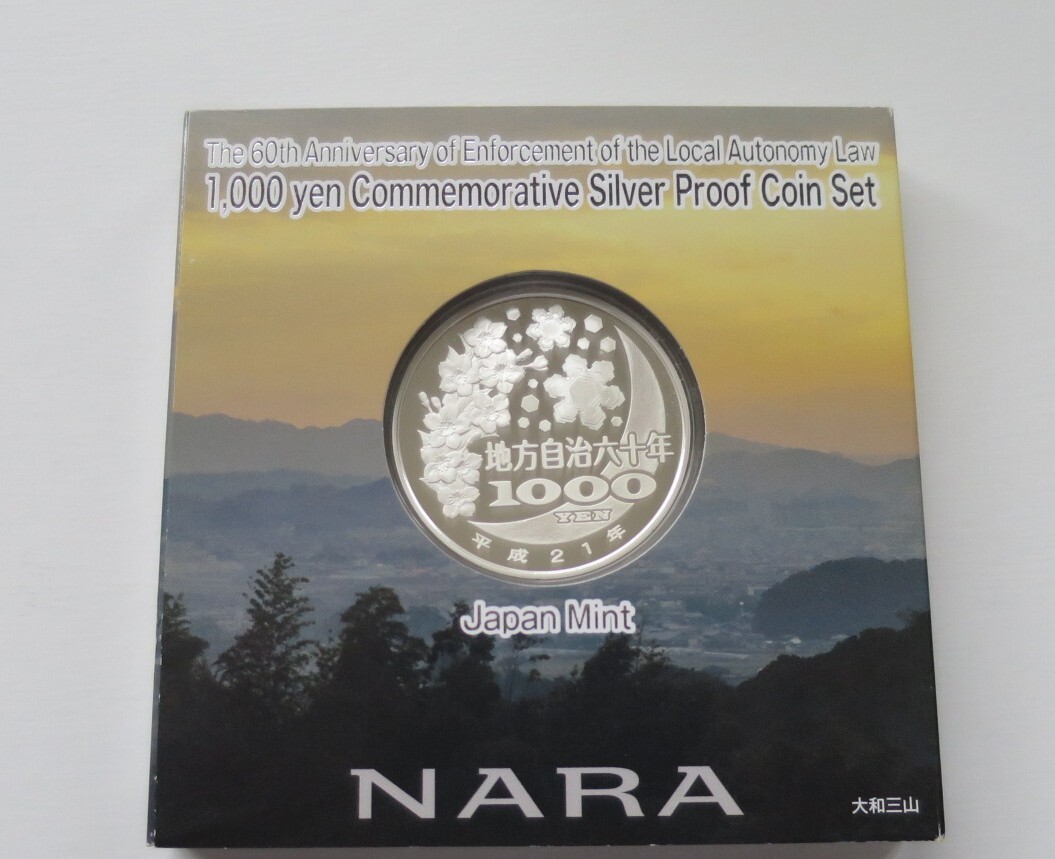 The 60th Anniversary of Enforcement of the Local Autonomy Law
1,000 yen Commemorative Silver Proof Coin Set
地方自治六十年
1000
YEN
平成21年
Japan Mint
NARA
大和三山